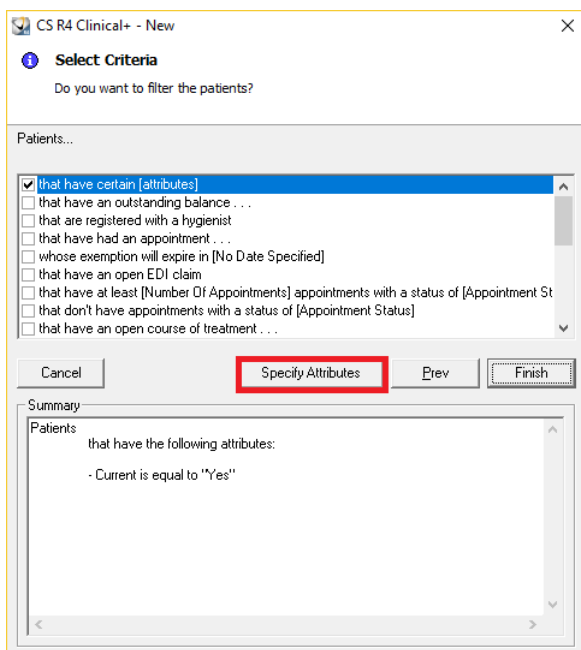 CS R4 Clinical+ - New
Select Criteria
Do you want to filter the patients?
Patients...
that have certain [attributes]
that have an outstanding balance . . .
that are registered with a hygienist
that have had an appointment . . .
whose exemption will expire in [No Date Specified]
that have an open EDI claim
that have at least [Number Of Appointments] appointments with a status of [Appointment St
that don't have appointments with a status of [Appointment Status]
that have an open course of treatment . . .
Cancel Specify Attributes Prev Finish
Summary
Patients
that have the following attributes:
- Current is equal to "Yes"